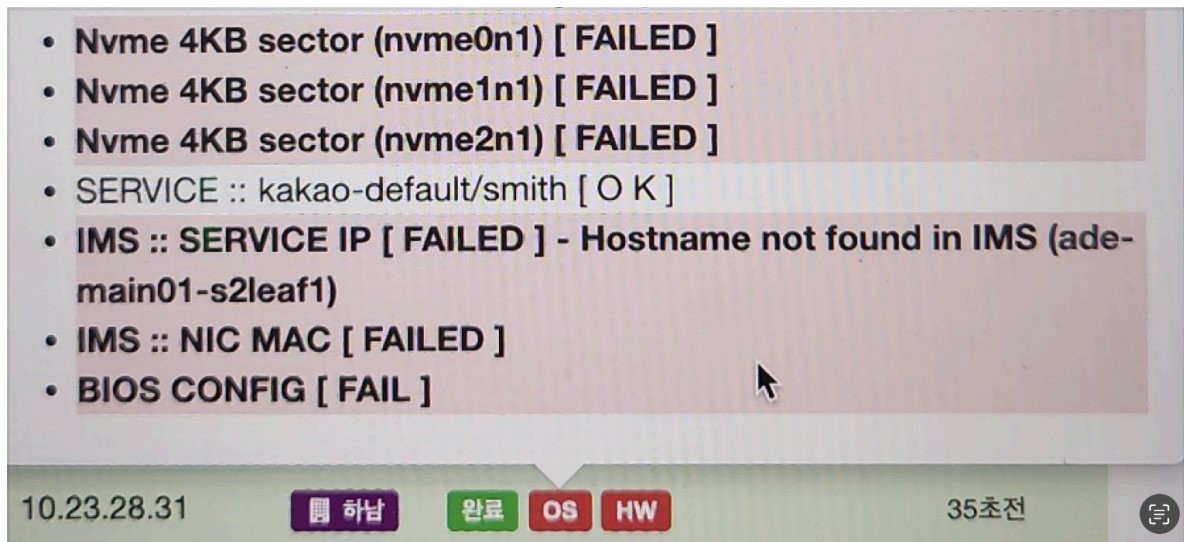 • Nvme 4KB sector (nvme0n1) [ FAILED ]
• Nvme 4KB sector (nvme1n1) [ FAILED ]
• Nvme 4KB sector (nvme2n1) [ FAILED ]
• SERVICE :: kakao-default/smith [ O K ]
• IMS :: SERVICE IP [ FAILED ] - Hostname not found in IMS (ade-
main01-s2leaf1)
• IMS :: NIC MAC [ FAILED ]
• BIOS CONFIG [ FAIL ]
10.23.28.31 하남 완료 OS HW 35초전